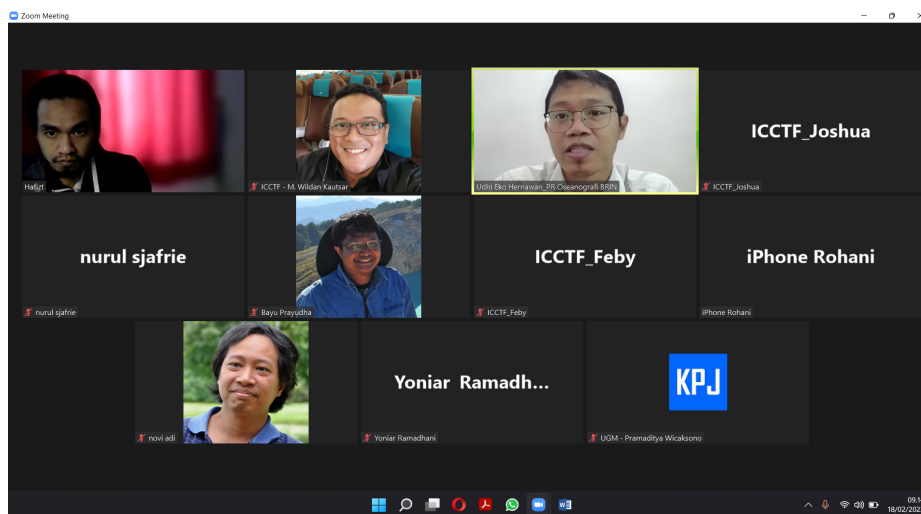 Zoom Meeting
Hafizt
ICCTF - M. Wildan Kautsar
Udhi Eko Hernawan_PR Oseanografi BRIN
ICCTF_Joshua
ICCTF_Joshua
nurul sjafrie
nurul sjafrie
Bayu Prayudha
ICCTF_Feby
ICCTF_Feby
iPhone Rohani
iPhone Rohani
novi adi
Yoniar Ramadh...
Yoniar Ramadhani
KPJ
UGM - Pramaditya Wicaksono